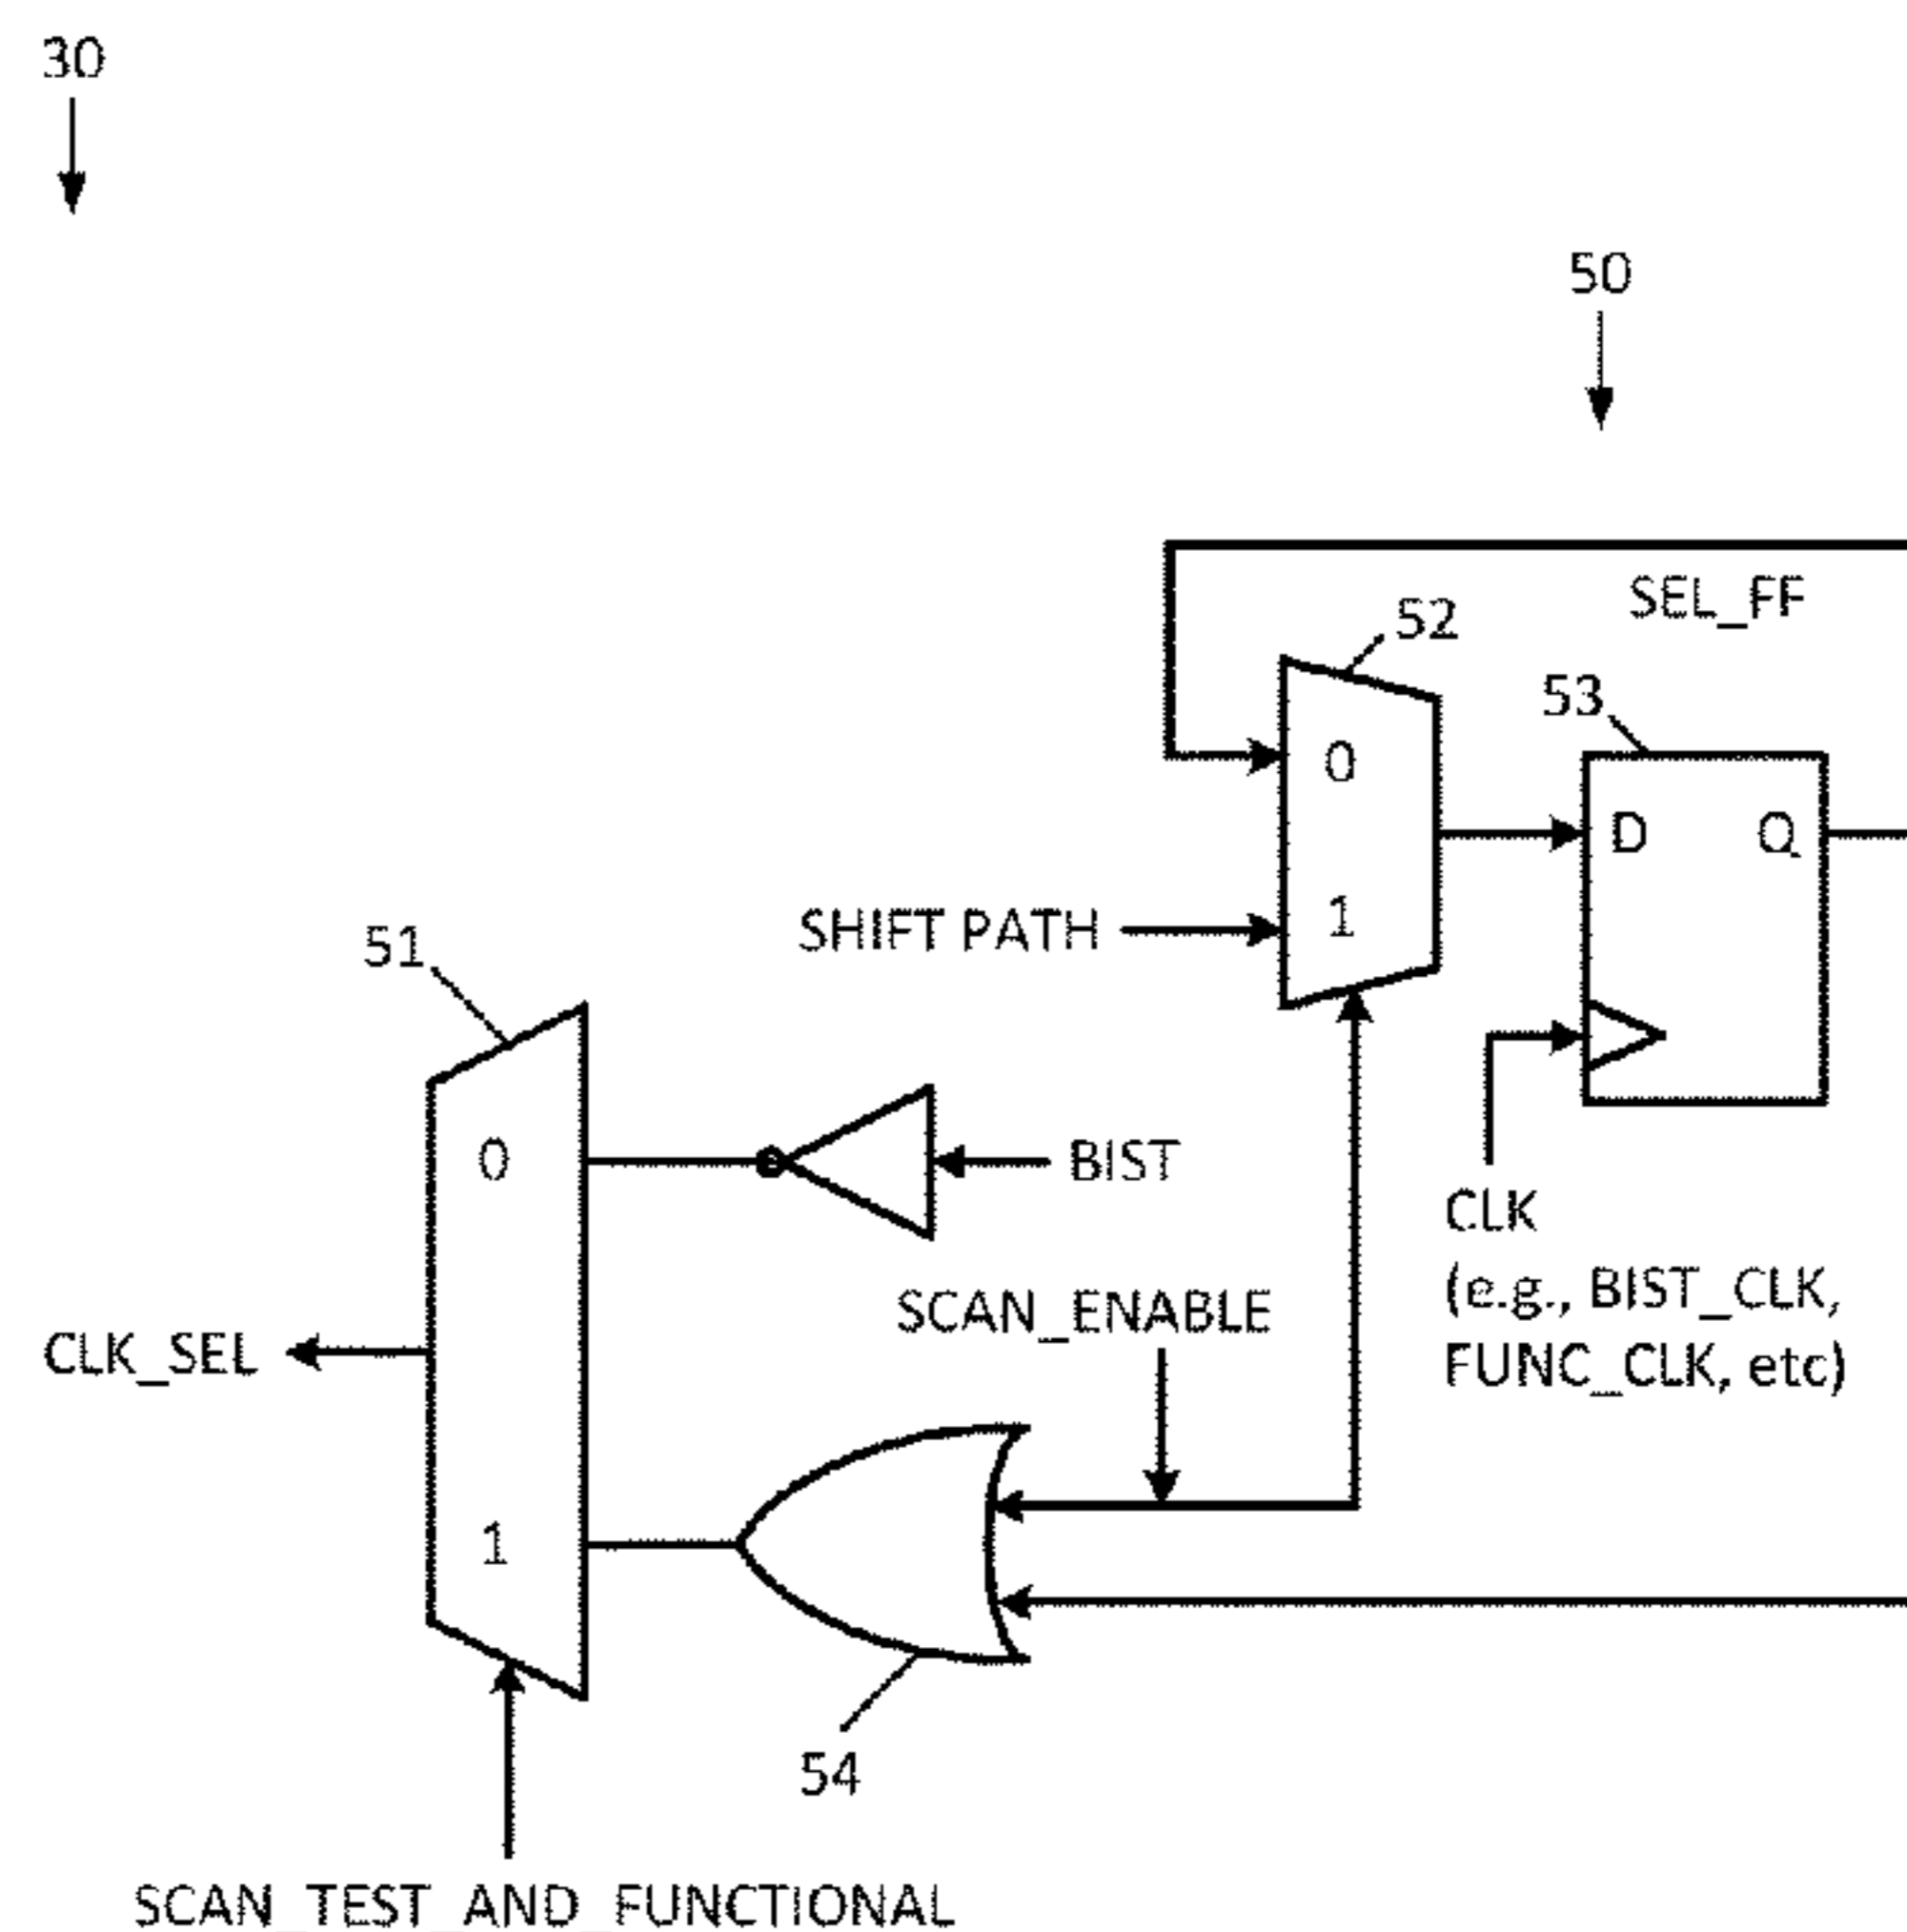 30
50
SEL_FF
52
53
0
D Q
1
SHIFT PATH
51
0
BIST
CLK
(e.g., BIST_CLK,
FUNC_CLK, etc)
SCAN_ENABLE
CLK_SEL
1
54
SCAN_TEST_AND_FUNCTIONAL